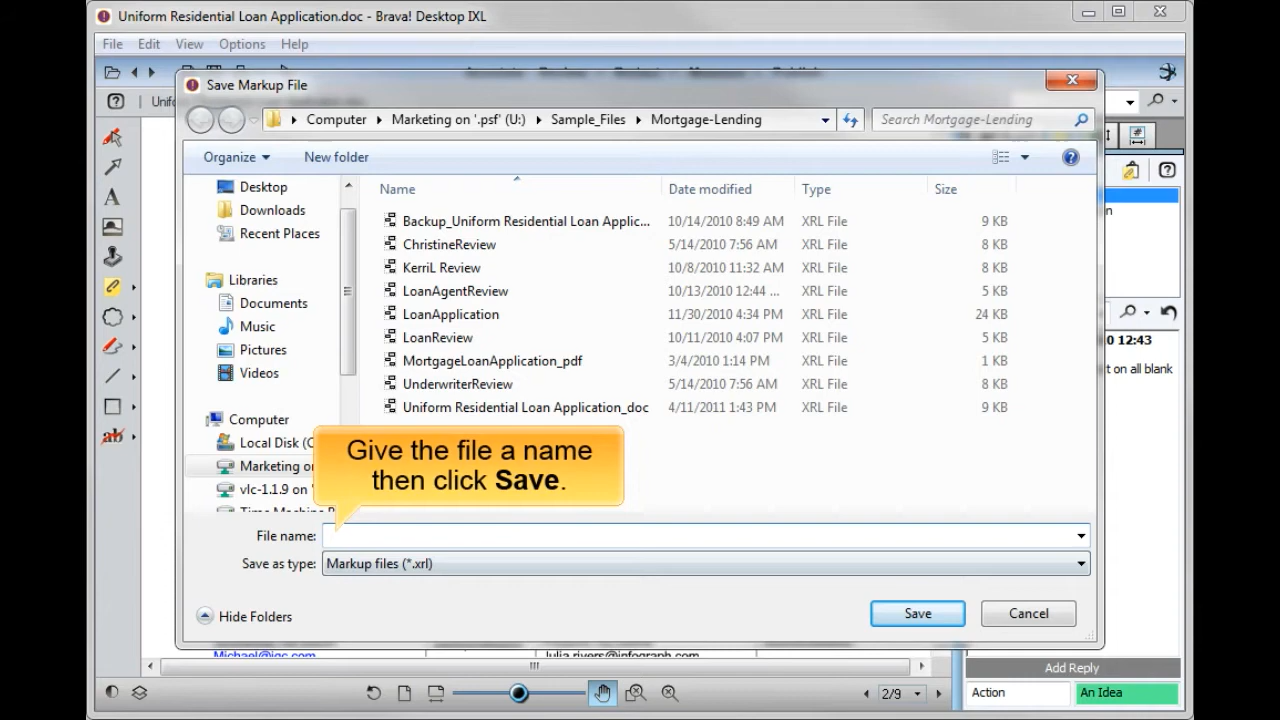 Uniform Residential Loan Application.doc - Brava! Desktop IXL
File Edit View Options Help
Save Markup File
Computer Marketing on '.psf' (U:) Sample_Files Mortgage-Lending
Search Mortgage-Lending
Organize New folder
Name Date modified Type Size
Desktop
Downloads
Recent Places
Libraries
Documents
Music
Pictures
Videos
Computer
Local Disk (C
Marketing on
vlc-1.1.9 on
Backup_Uniform Residential Loan Applic... 10/14/2010 8:49 AM XRL File 9 KB
ChristineReview 5/14/2010 7:56 AM XRL File 8 KB
KerriL Review 10/8/2010 11:32 AM XRL File 8 KB
LoanAgentReview 10/13/2010 12:44 ... XRL File 5 KB
LoanApplication 11/30/2010 4:34 PM XRL File 24 KB
LoanReview 10/11/2010 4:07 PM XRL File 5 KB
MortgageLoanApplication_pdf 3/4/2010 1:14 PM XRL File 1 KB
UnderwriterReview 5/14/2010 7:56 AM XRL File 8 KB
Uniform Residential Loan Application_doc 4/11/2011 1:43 PM XRL File 9 KB
Give the file a name
then click Save.
File name:
Save as type: Markup files (*.xrl)
Hide Folders
Save Cancel
0 12:43
t on all blank
Michael@igc.com
Julia.rivers@infograph.com
Add Reply
2/9
Action An Idea